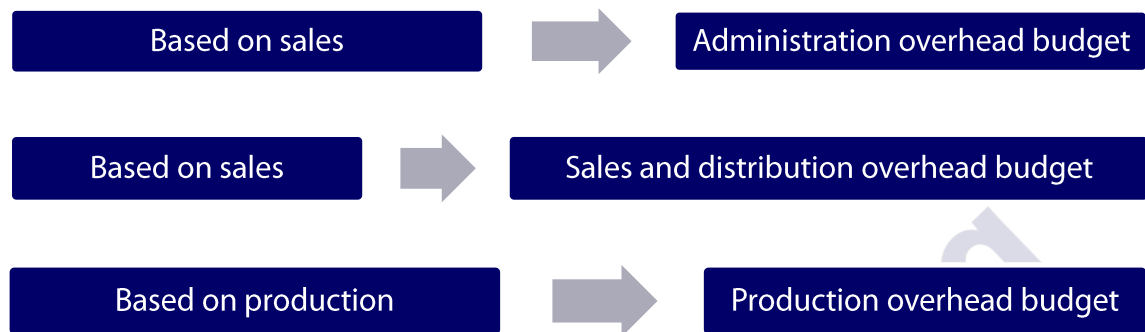 Based on sales
Administration overhead budget
Based on sales
Sales and distribution overhead budget
Based on production
Production overhead budget